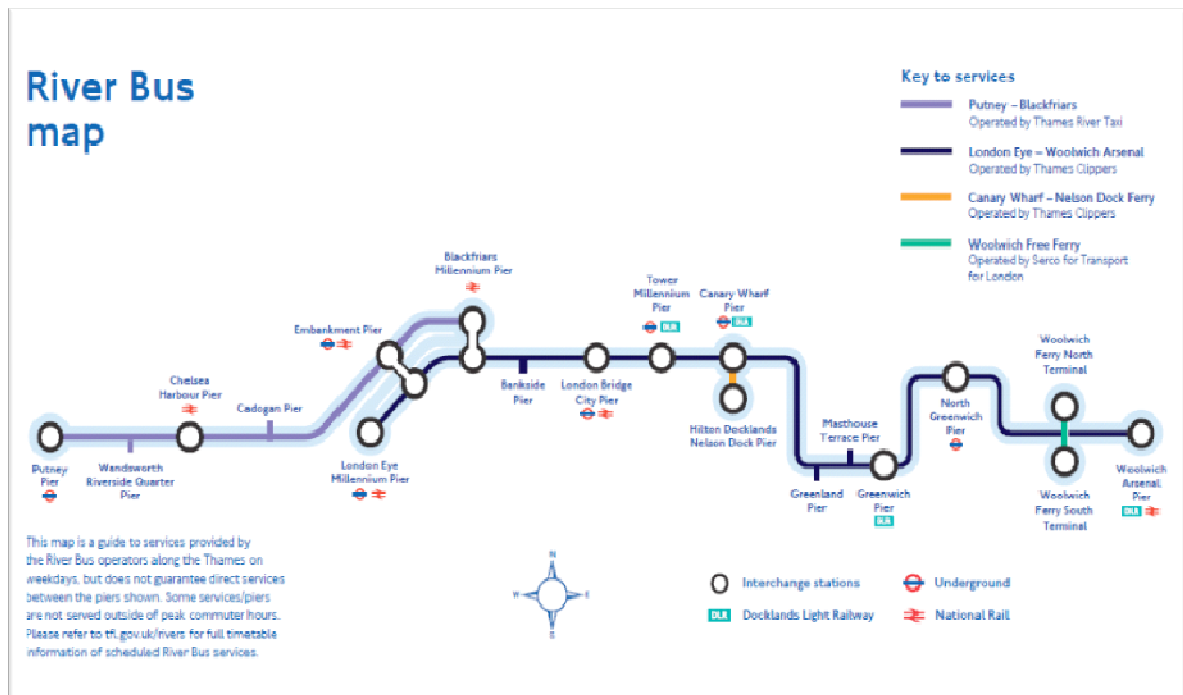 River Bus
map
Key to services
Putney – Blackfriars
Operated by Thames River Taxi
London Eye – Woolwich Arsenal
Operated by Thames Clippers
Canary Wharf – Nelson Dock Ferry
Operated by Thames Clippers
Woolwich Free Ferry
Operated by Serco for Transport
for London
Blackfriars
Millennium Pier
Tower
Millennium
Pier
DLR
Canary Wharf
Pier
DLR
Embankment Pier
Woolwich
Ferry North
Terminal
Chelsea
Harbour Pier
Cadogan Pier
Bankside
Pier
London Bridge
City Pier
Hilton Docklands
Nelson Dock Pier
Masthouse
Terrace Pier
North
Greenwich
Pier
Putney
Pier
Wandsworth
Riverside Quarter
Pier
London Eye
Millennium Pier
Greenland
Pier
Greenwich
Pier
DLR
Woolwich
Ferry South
Terminal
Woolwich
Arsenal
Pier
DLR
This map is a guide to services provided by
the River Bus operators along the Thames on
weekdays, but does not guarantee direct services
between the piers shown. Some services/piers
are not served outside of peak commuter hours.
Please refer to tfl.gov.uk/rivers for full timetable
information of scheduled River Bus services.
N
W
E
S
Interchange stations
Underground
DLR Docklands Light Railway
National Rail